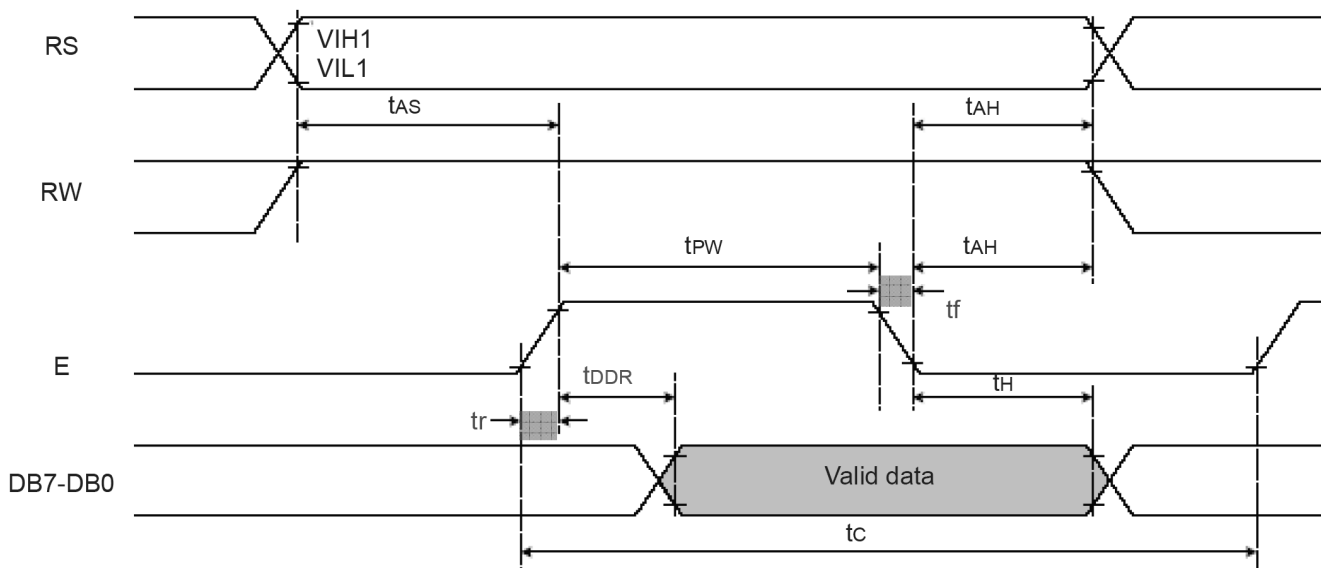 RS
VIH1
VIL1
tAS
tAH
RW
tPW
tAH
tf
E
tDDR
tH
tr
DB7-DB0
Valid data
tC